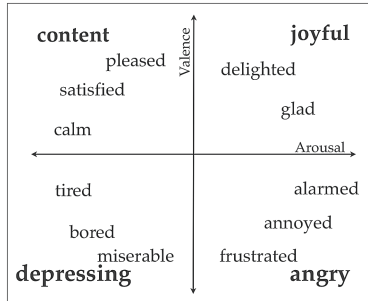 content
joyful
pleased
Valence
delighted
satisfied
glad
calm
Arousal
tired
alarmed
annoyed
bored
miserable
frustrated
depressing
angry